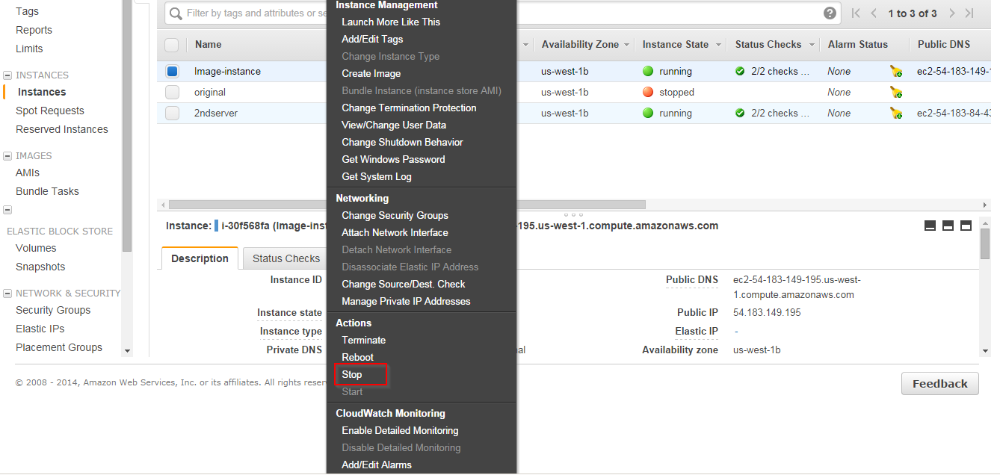 Tags
Reports
Limits
INSTANCES
Instances
Spot Requests
Reserved Instances
IMAGES
AMIs
Bundle Tasks
ELASTIC BLOCK STORE
Volumes
Snapshots
NETWORK & SECURITY
Security Groups
Elastic IPs
Placement Groups
Filter by tags and attributes or se
1 to 3 of 3
Name
Availability Zone
Instance State
Status Checks
Alarm Status
Public DNS
Image-instance
us-west-1b
running
2/2 checks ...
None
ec2-54-183-149-1
original
us-west-1b
stopped
None
2ndserver
us-west-1b
running
2/2 checks ...
None
ec2-54-183-84-43
Instance Management
Launch More Like This
Add/Edit Tags
Change Instance Type
Create Image
Bundle Instance (instance store AMI)
Change Termination Protection
View/Change User Data
Change Shutdown Behavior
Get Windows Password
Get System Log
Networking
Change Security Groups
Attach Network Interface
Detach Network Interface
Disassociate Elastic IP Address
Change Source/Dest. Check
Manage Private IP Addresses
Actions
Terminate
Reboot
Stop
Start
CloudWatch Monitoring
Enable Detailed Monitoring
Disable Detailed Monitoring
Add/Edit Alarms
Instance: i-30f568fa (Image-inst
195.us-west-1.compute.amazonaws.com
Description
Status Checks
Instance ID
Instance state
Instance type
Private DNS
al
Public DNS
ec2-54-183-149-195.us-west-
1.compute.amazonaws.com
Public IP
54.183.149.195
Elastic IP
-
Availability zone
us-west-1b
© 2008 - 2014, Amazon Web Services, Inc. or its affiliates. All rights reser
Feedback